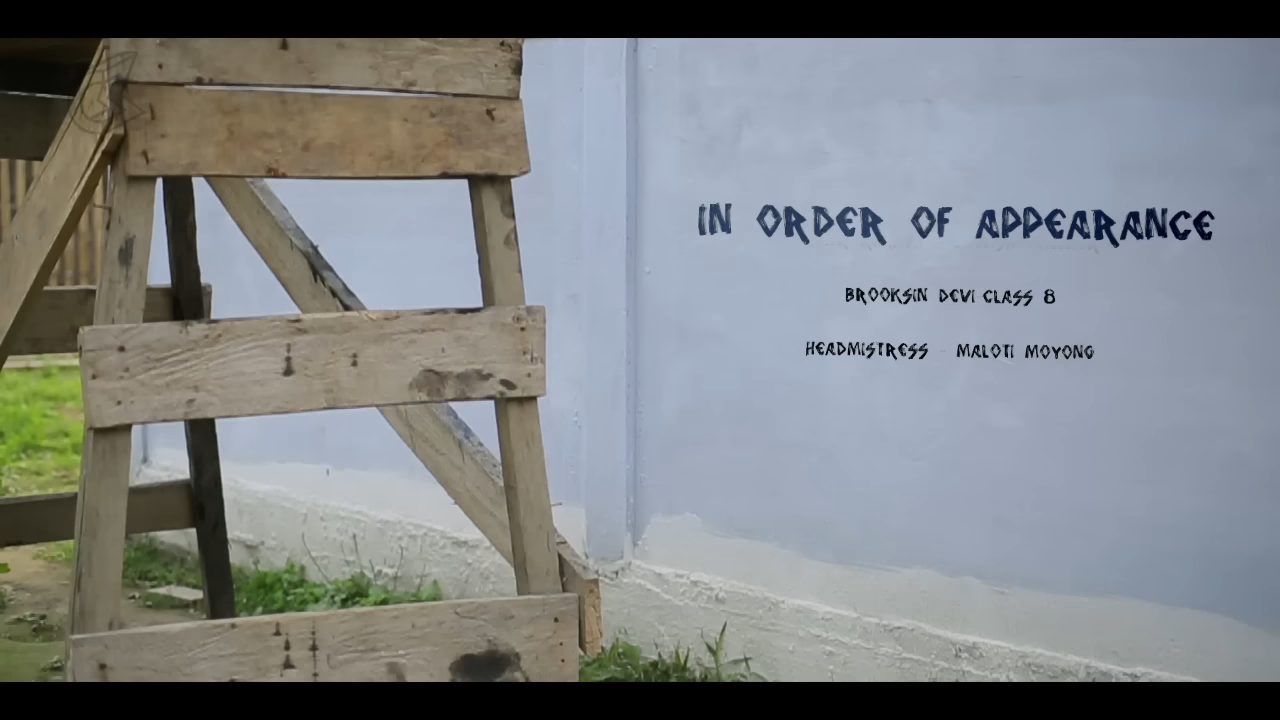 IN ORDER OF APPEARANCE
BROOKSIN DEVI CLASS 8
HEADMISTRESS - MALOTI MOYONG